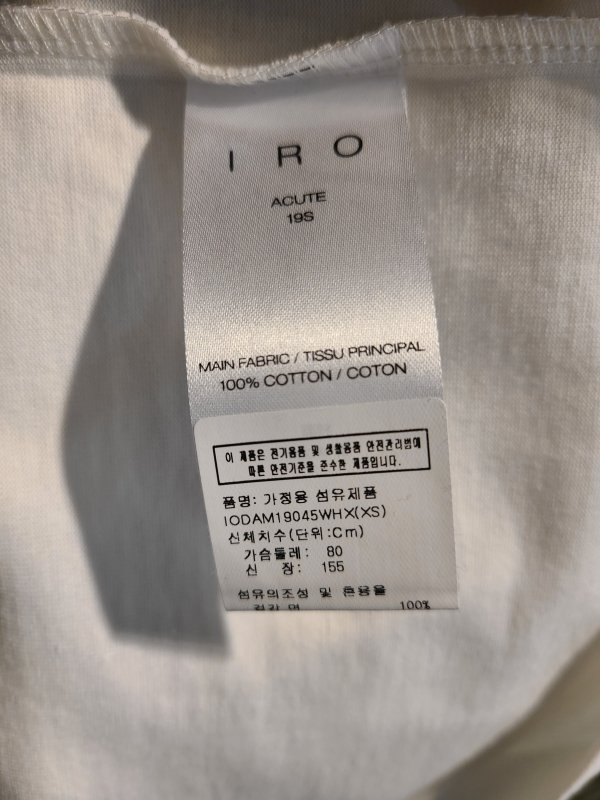 I R O
ACUTE
19S
MAIN FABRIC / TISSU PRINCIPAL
100% COTTON / COTON
이 제품은 전기용품 및 생활용품 안전관리법에
따른 안전기준을 준수한 제품입니다.
품명: 가정용 섬유제품
IODAM19045WHX(XS)
신체치수(단위:Cm)
가슴둘레: 80
신 장: 155
섬유의조성 및 혼용율
100%